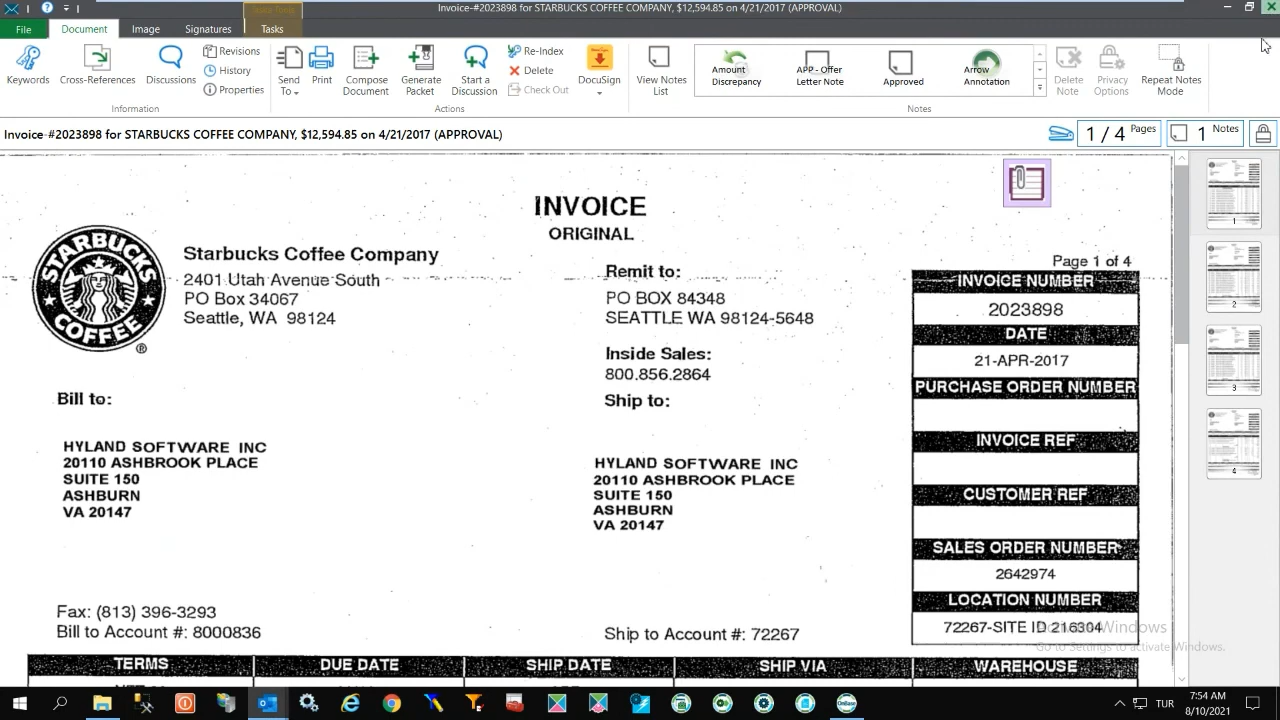 Invoice-#2023898 for STARBUCKS COFFEE COMPANY, $12,594.85 on 4/21/2017 (APPROVAL)
File Document Image Signatures Tasks
Keywords
Cross-References
Discussions
Revisions
History
Properties
Information
Send To
Print
Compose Document
Generate Packet
Start a Discussion
Re-Index
Delete
Check Out
Actions
DocuSign
View Notes List
Amount Discrepancy
APP - Offer Letter Note
Approved
Arrow Annotation
Delete Note
Privacy Options
Repeat Notes Mode
Notes
Invoice-#2023898 for STARBUCKS COFFEE COMPANY, $12,594.85 on 4/21/2017 (APPROVAL)
1 / 4 Pages
1 Notes
INVOICE
ORIGINAL
STARBUCKS COFFEE ®
Starbucks Coffee Company
2401 Utah Avenue South
PO Box 34067
Seattle, WA 98124
Remit to:
PO BOX 84348
SEATTLE WA 98124-5648
Inside Sales:
800.856.2864
Bill to:
HYLAND SOFTWARE INC
20110 ASHBROOK PLACE
SUITE 150
ASHBURN
VA 20147
Ship to:
HYLAND SOFTWARE INC
20110 ASHBROOK PLACE
SUITE 150
ASHBURN
VA 20147
Page 1 of 4
INVOICE NUMBER
2023898
DATE
21-APR-2017
PURCHASE ORDER NUMBER
INVOICE REF
CUSTOMER REF
SALES ORDER NUMBER
2642974
LOCATION NUMBER
72267-SITE ID 216304
Fax: (813) 396-3293
Bill to Account #: 8000836
Ship to Account #: 72267
TERMS DUE DATE SHIP DATE SHIP VIA WAREHOUSE
Activate Windows
Go to Settings to activate Windows.
1
2
3
4
TUR
7:54 AM
8/10/2021